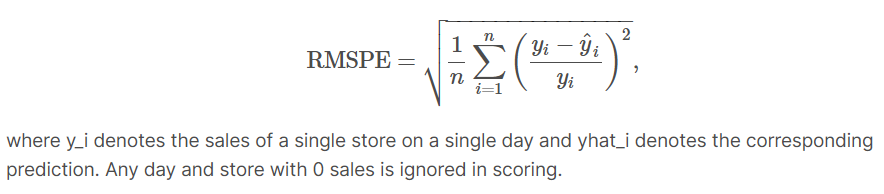 RMSPE = \sqrt{\frac{1}{n} \sum_{i=1}^{n} \left( \frac{y_i - \hat{y}_i}{y_i} \right)^2},
where y_i denotes the sales of a single store on a single day and yhat_i denotes the corresponding
prediction. Any day and store with 0 sales is ignored in scoring.